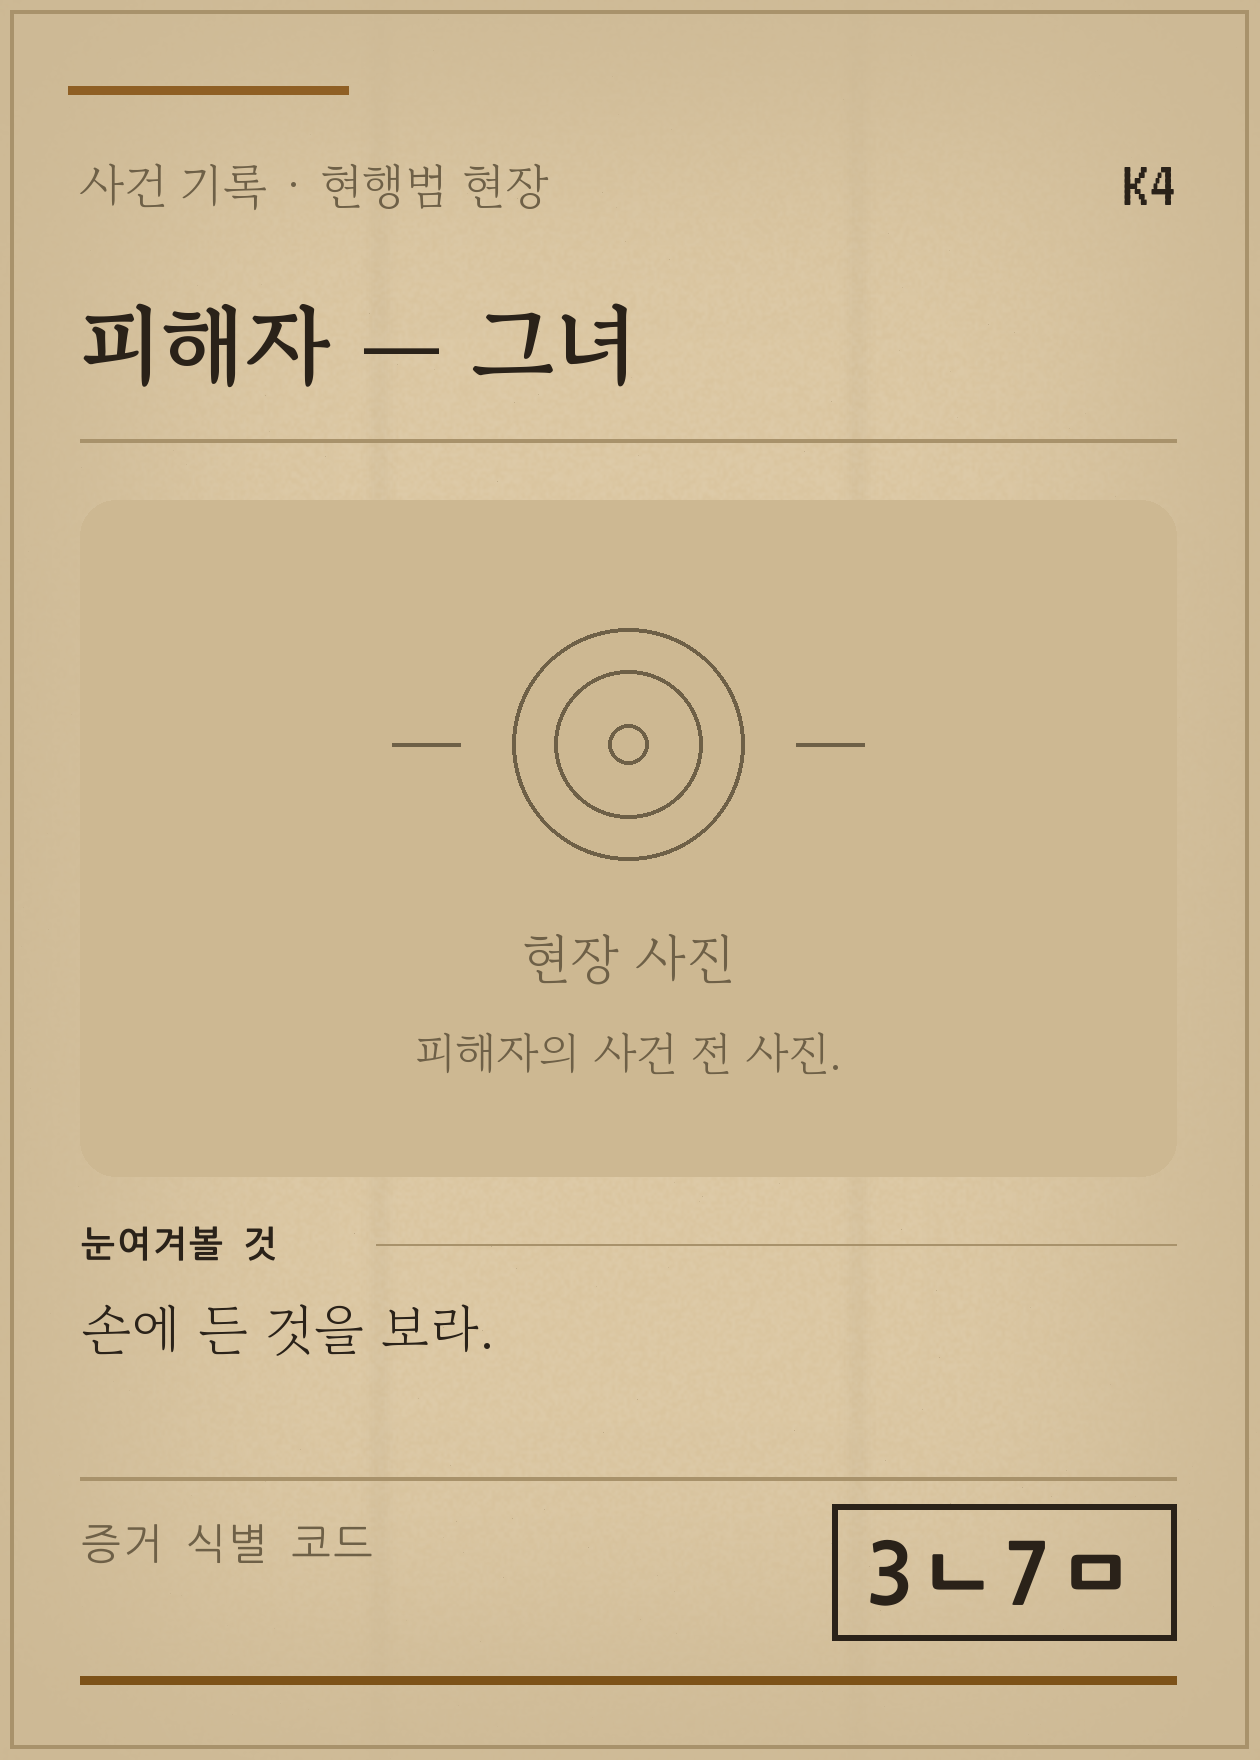 사건 기록 · 현행범 현장
K4
피해자 — 그녀
현장 사진
피해자의 사건 전 사진.
눈여겨볼 것
손에 든 것을 보라.
증거 식별 코드
3ㄴ7ㅁ